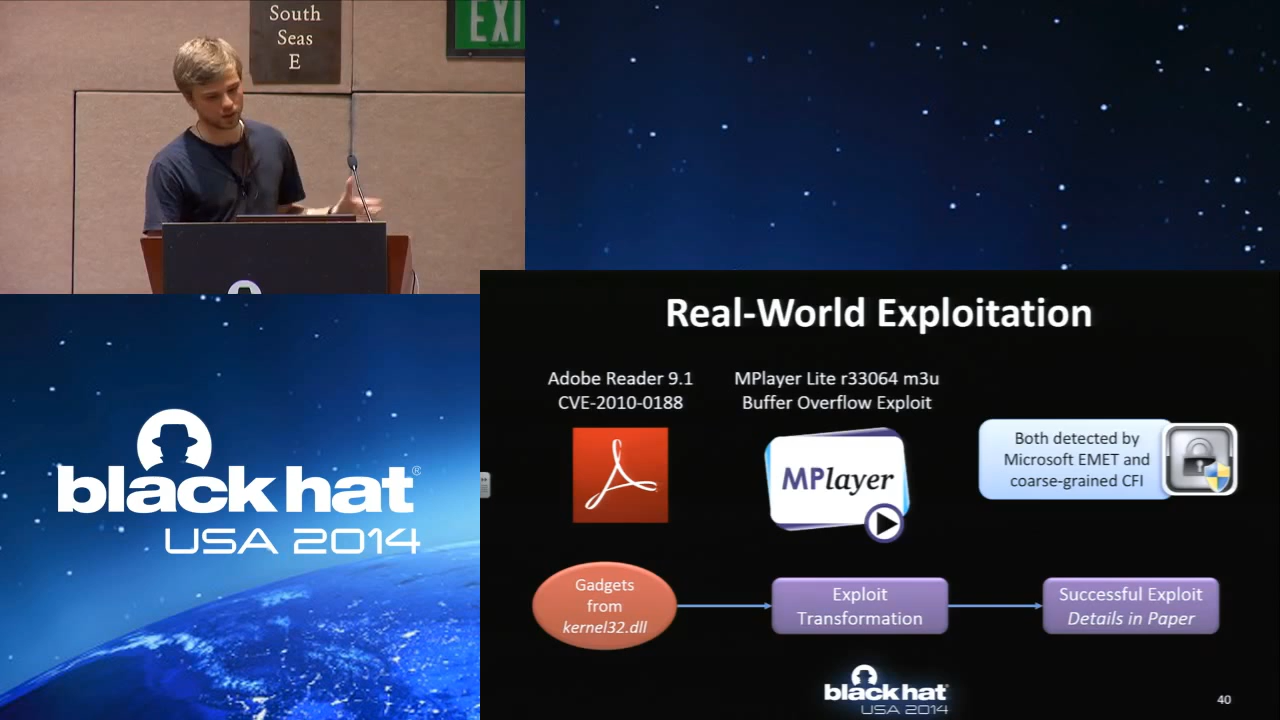 South
Seas
E
EXI
black hat®
USA 2014
Real-World Exploitation
Adobe Reader 9.1
CVE-2010-0188
MPlayer Lite r33064 m3u
Buffer Overflow Exploit
MPlayer
Both detected by
Microsoft EMET and
coarse-grained CFI
Gadgets
from
kernel32.dll
Exploit
Transformation
Successful Exploit
Details in Paper
black hat
USA 2014
40